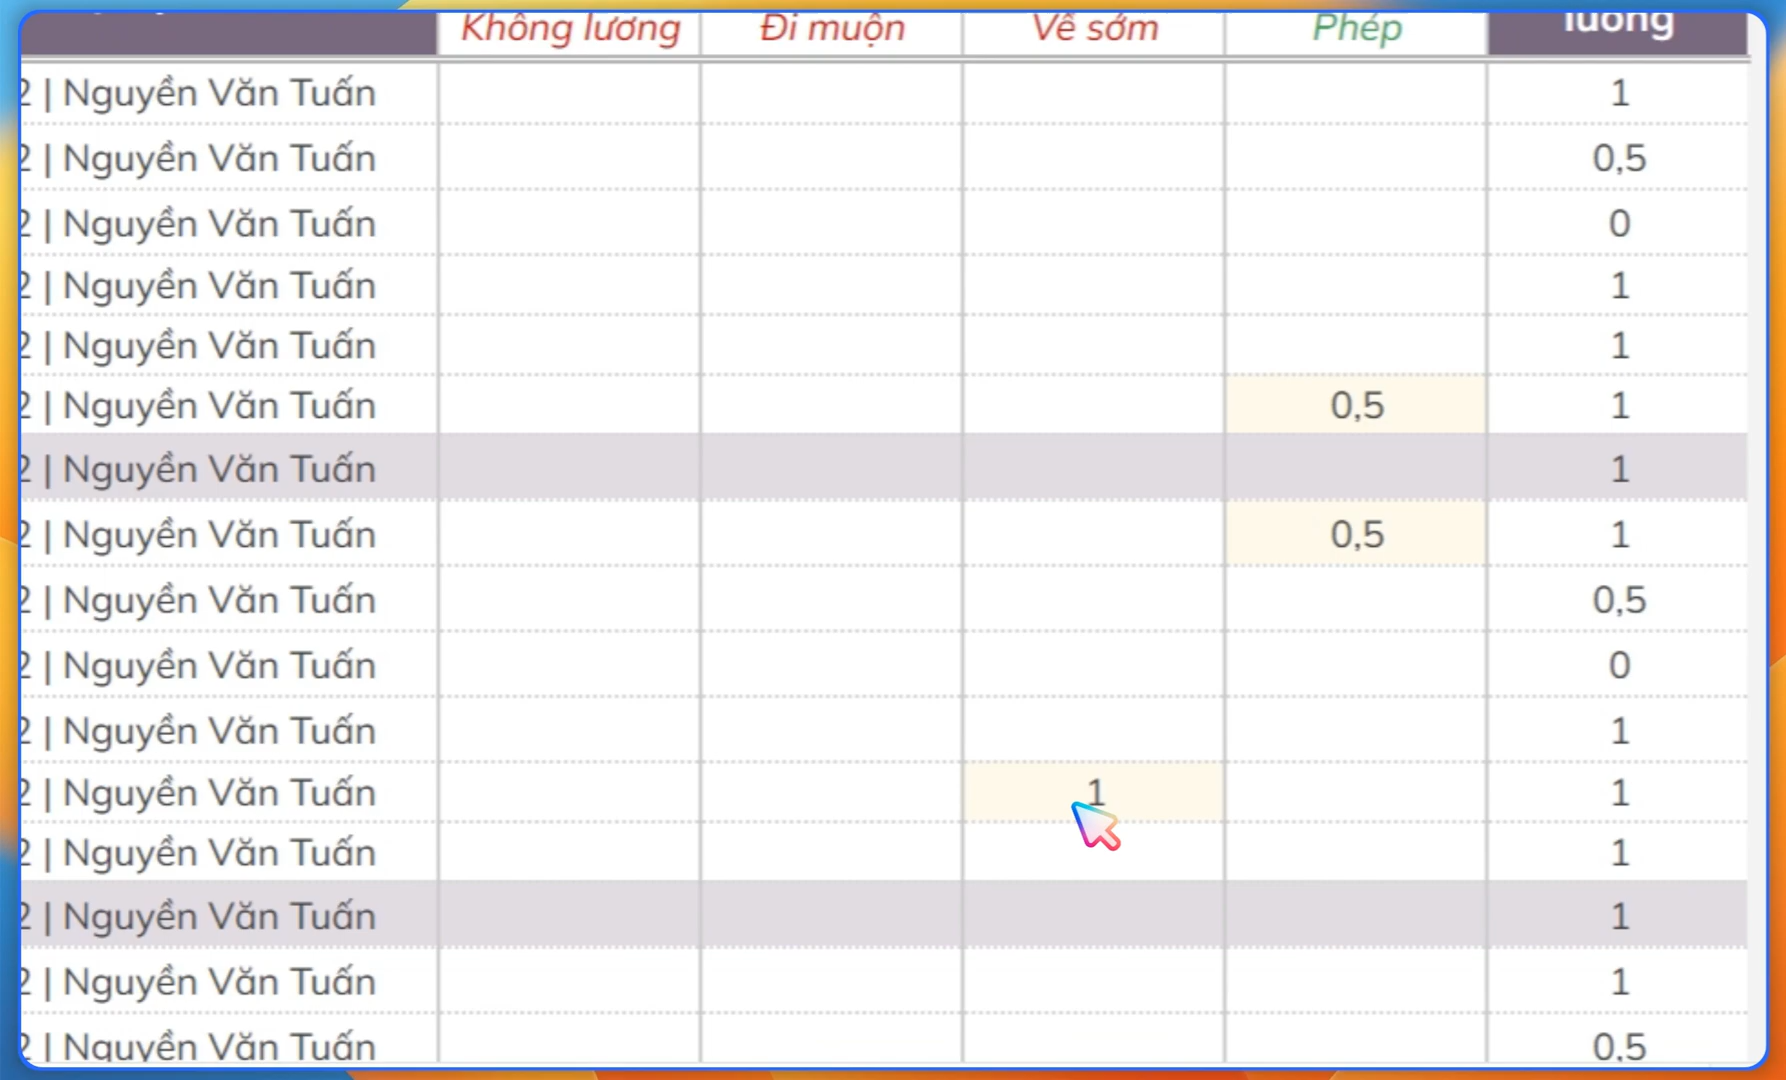 Không lương Đi muộn Về sớm Phép lương
2 | Nguyễn Văn Tuấn 1
2 | Nguyễn Văn Tuấn 0,5
2 | Nguyễn Văn Tuấn 0
2 | Nguyễn Văn Tuấn 1
2 | Nguyễn Văn Tuấn 1
2 | Nguyễn Văn Tuấn 0,5 1
2 | Nguyễn Văn Tuấn 1
2 | Nguyễn Văn Tuấn 0,5 1
2 | Nguyễn Văn Tuấn 0,5
2 | Nguyễn Văn Tuấn 0
2 | Nguyễn Văn Tuấn 1
2 | Nguyễn Văn Tuấn 1 1
2 | Nguyễn Văn Tuấn 1
2 | Nguyễn Văn Tuấn 1
2 | Nguyễn Văn Tuấn 1
2 | Nguyễn Văn Tuấn 0,5